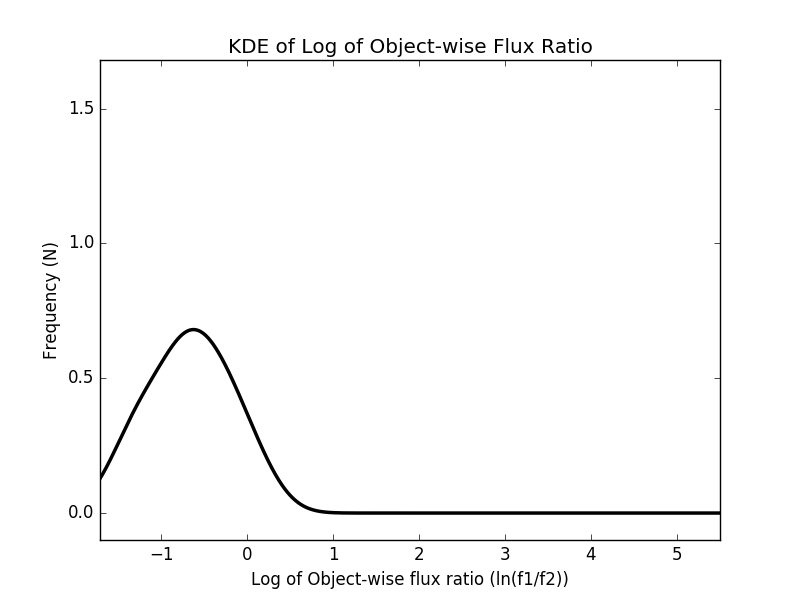 KDE of Log of Object-wise Flux Ratio
1.5
1.0
0.5
0.0
Frequency (N)
−1 0 1 2 3 4 5
Log of Object-wise flux ratio (ln(f1/f2))